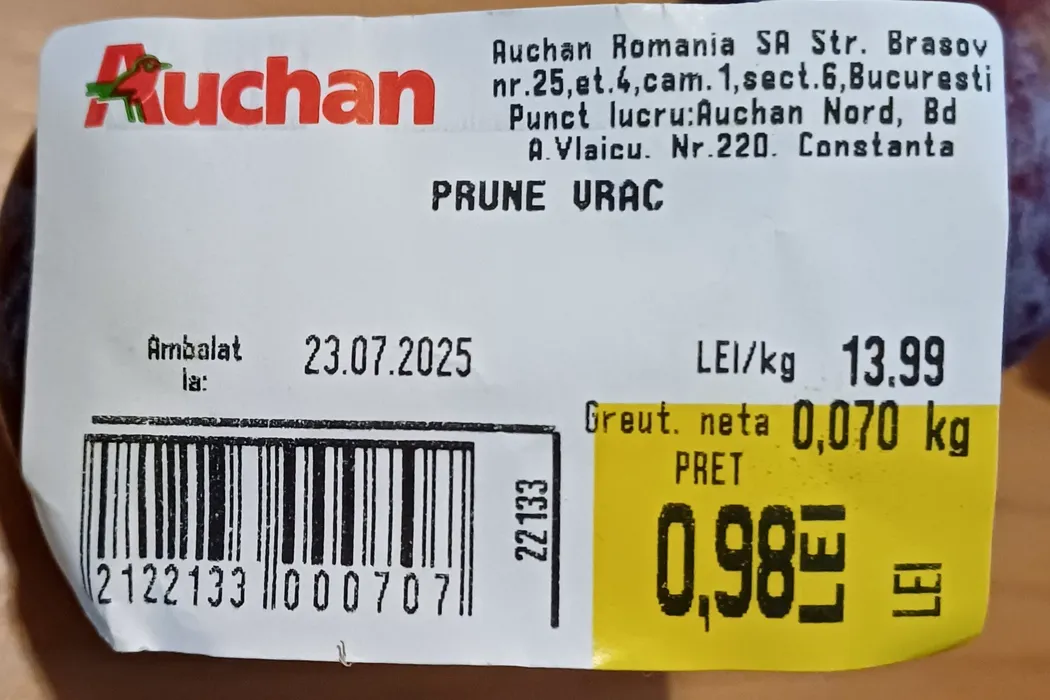 Auchan
Auchan Romania SA Str. Brasov
nr.25,et.4,cam.1,sect.6,Bucuresti
Punct lucru:Auchan Nord, Bd
A.Vlaicu. Nr.220. Constanta
PRUNE VRAC
Ambalat la: 23.07.2025
LEI/kg 13.99
Greut. neta 0,070 kg
PRET
0,98 LEI
LEI
22133
2122133 000707